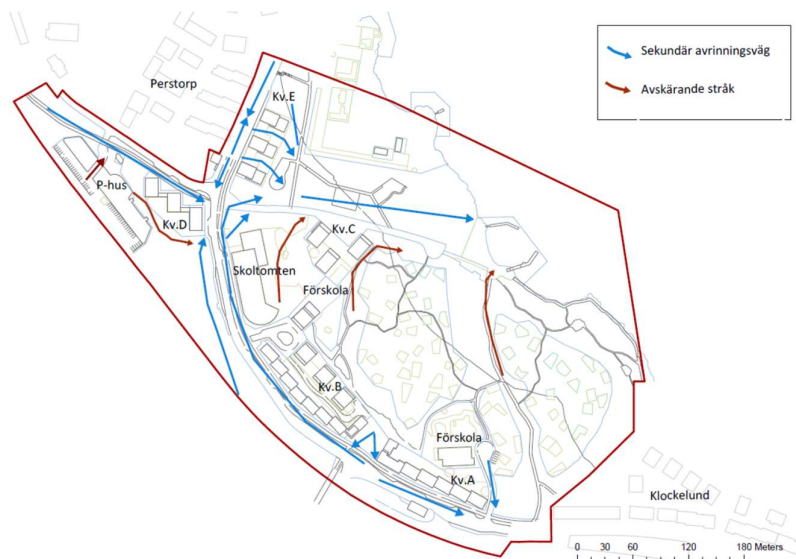 Sekundär avrinningsväg
Avskärande stråk
Perstorp
Kv.E
P-hus
Kv.D
Kv.C
Skoltomten
Förskola
Kv.B
Förskola
Kv.A
Klockelund
0 30 60 120 180 Meters